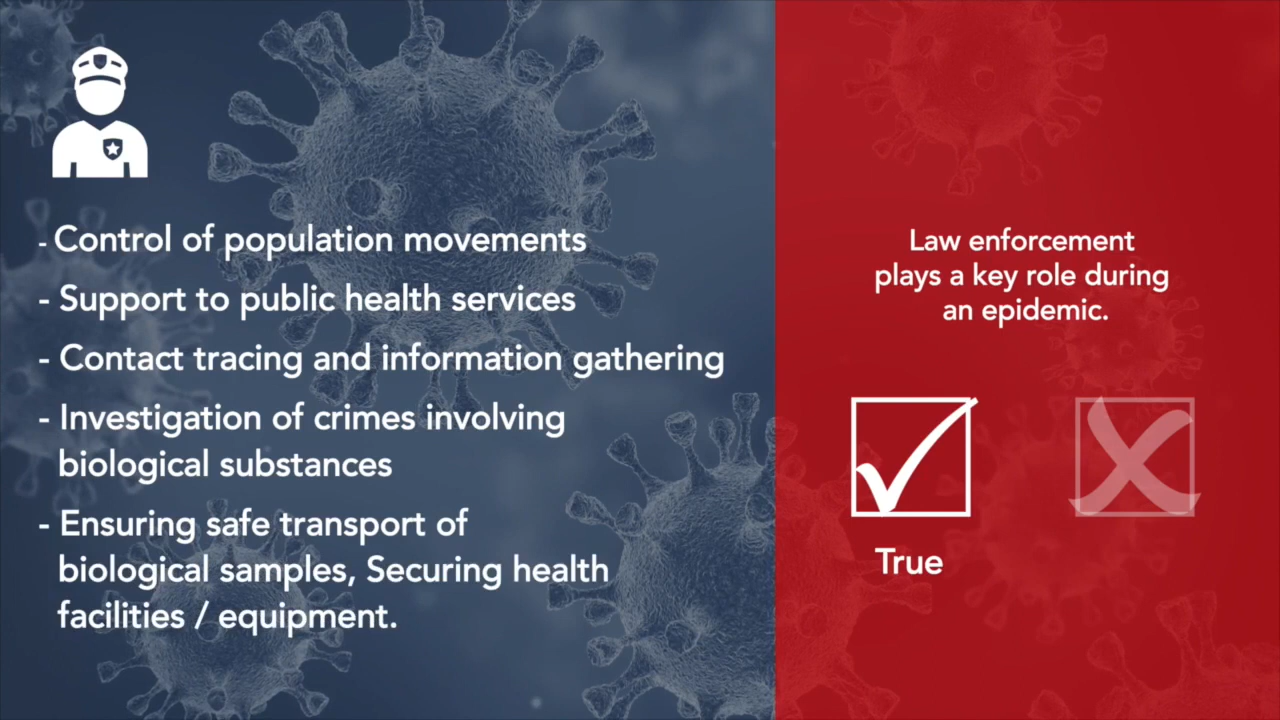 - Control of population movements
- Support to public health services
- Contact tracing and information gathering
- Investigation of crimes involving
biological substances
- Ensuring safe transport of
biological samples, Securing health
facilities / equipment.
Law enforcement
plays a key role during
an epidemic.
True